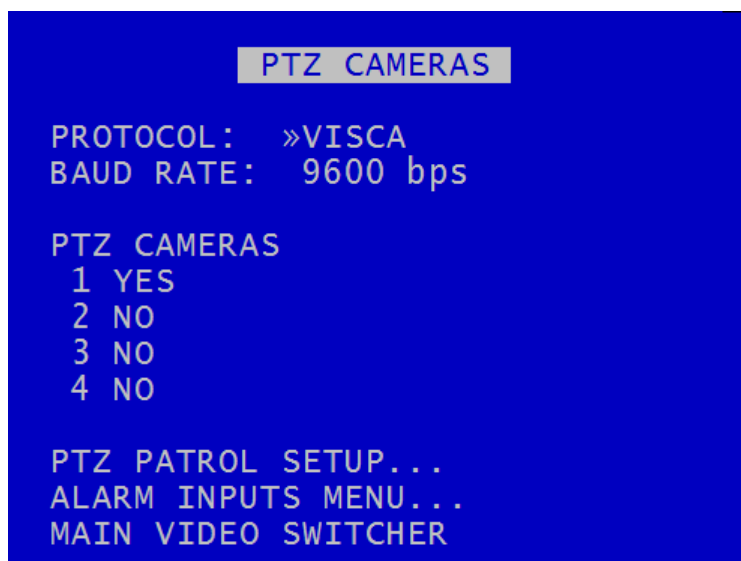 PTZ CAMERAS
PROTOCOL: »VISCA
BAUD RATE: 9600 bps
PTZ CAMERAS
1 YES
2 NO
3 NO
4 NO
PTZ PATROL SETUP...
ALARM INPUTS MENU...
MAIN VIDEO SWITCHER